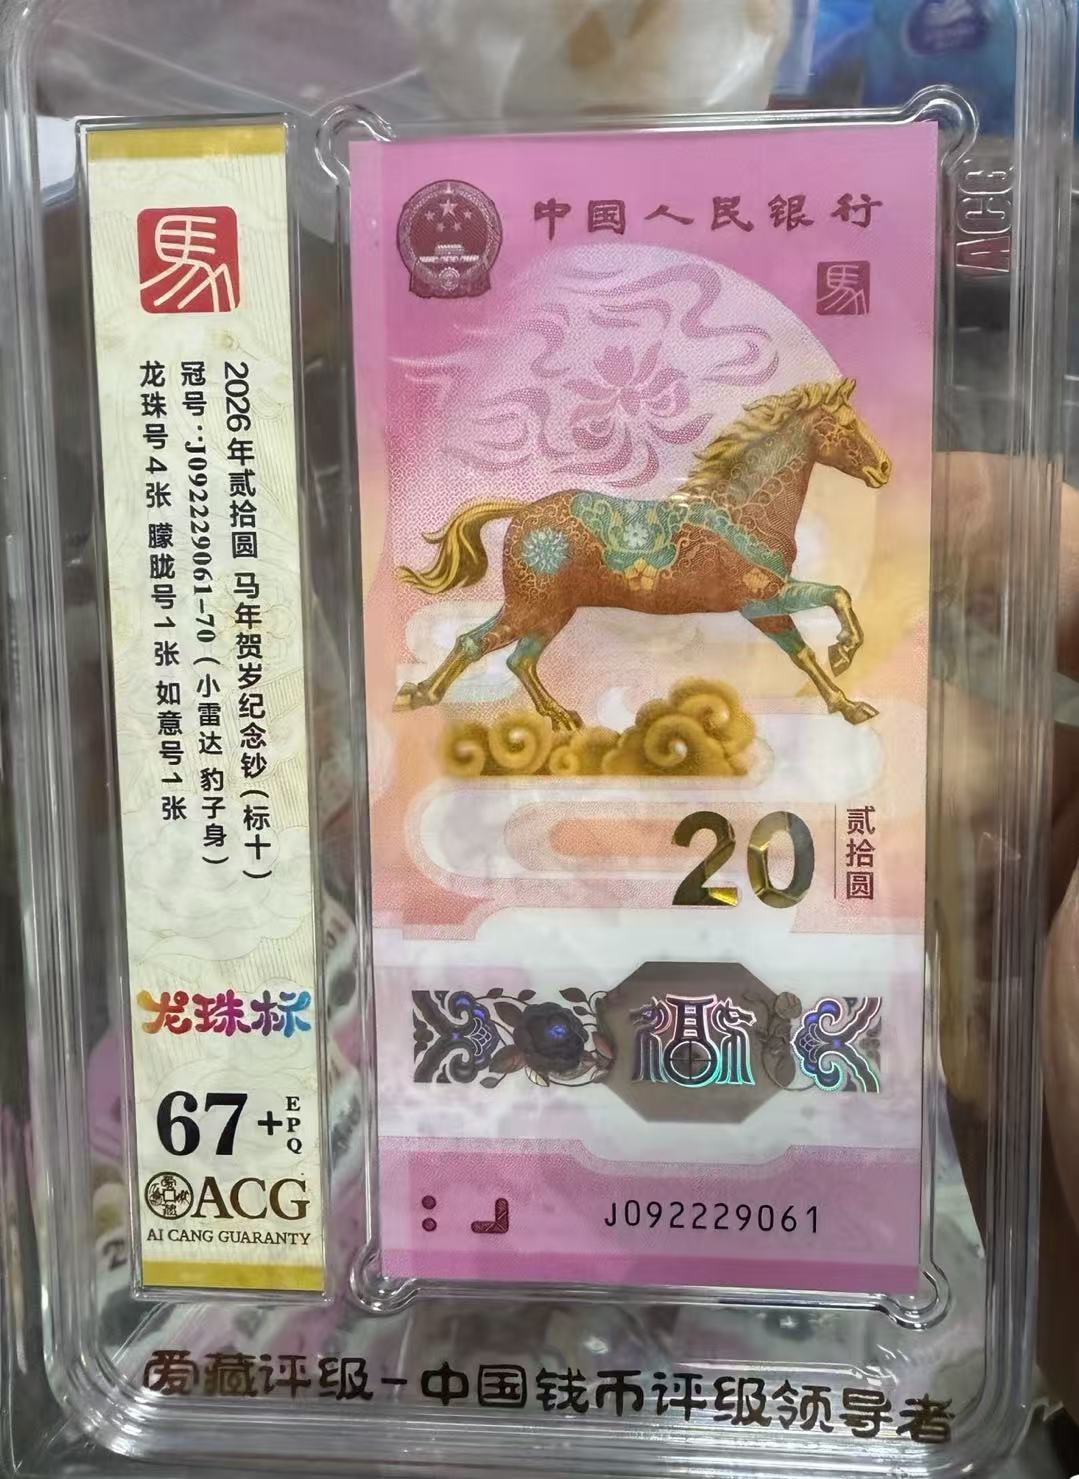 馬
2026年贰拾圆 马年贺岁纪念钞(标十)
冠号:J092229061-70(小雷达 豹子身)
龙珠号4张 朦胧号1张 如意号1张
龙珠标
67+EPQ
ACG
AI CANG GUARANTY
中国人民银行
馬
20
贰拾圆
J092229061
ACG
爱藏评级-中国钱币评级领导者